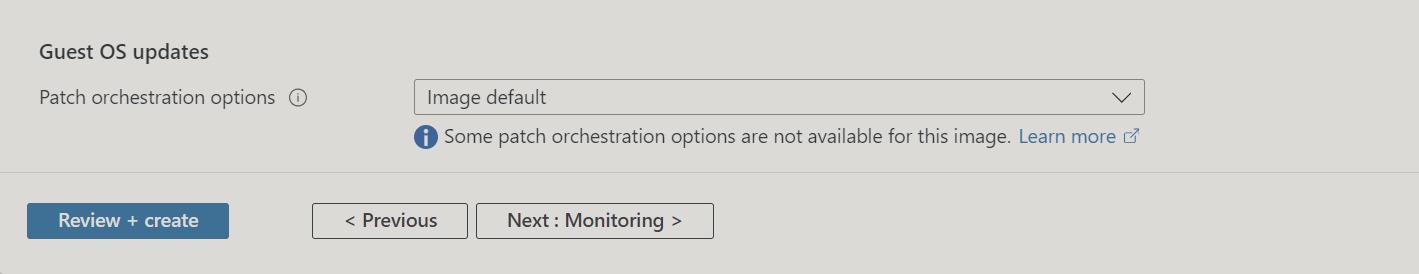 Guest OS updates
Patch orchestration options
Image default
Some patch orchestration options are not available for this image. Learn more
Review + create
< Previous
Next : Monitoring >